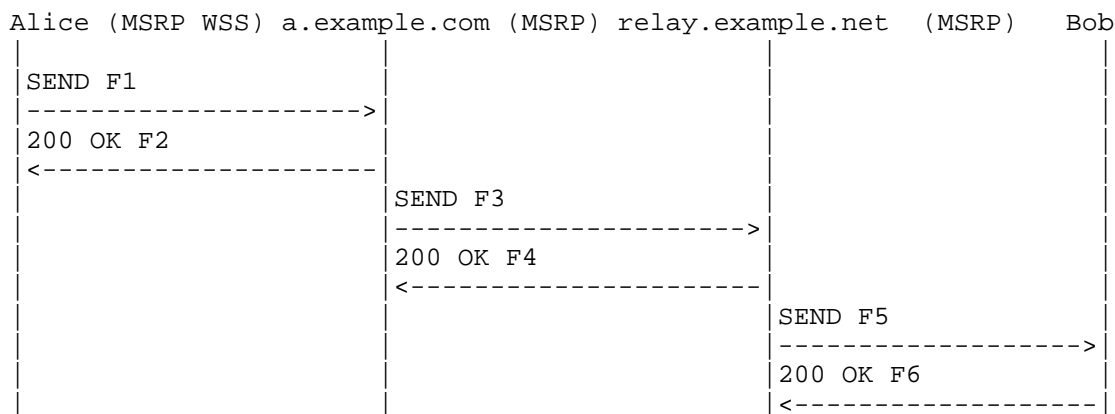 Alice (MSRP WSS) a.example.com (MSRP) relay.example.net (MSRP) Bob
SEND F1
200 OK F2
SEND F3
200 OK F4
SEND F5
200 OK F6